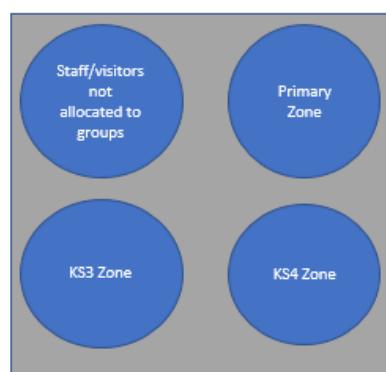 Staff/visitors
not
allocated to
groups
Primary
Zone
KS3 Zone
KS4 Zone